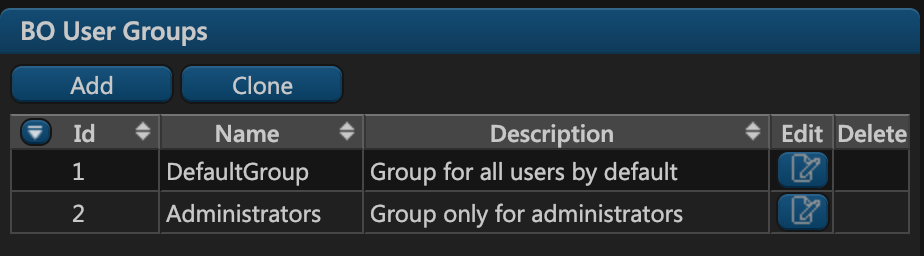 BO User Groups
Add Clone
Id Name Description Edit Delete
1 DefaultGroup Group for all users by default
2 Administrators Group only for administrators